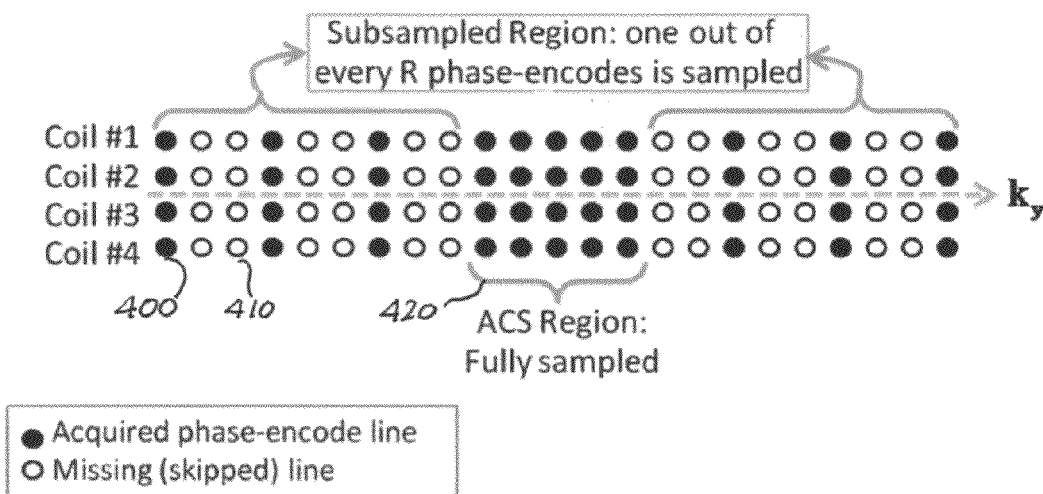 Subsampled Region: one out of
every R phase-encodes is sampled
Coil #1
Coil #2
Coil #3
Coil #4
k_y
400
410
420
ACS Region:
Fully sampled
Acquired phase-encode line
Missing (skipped) line